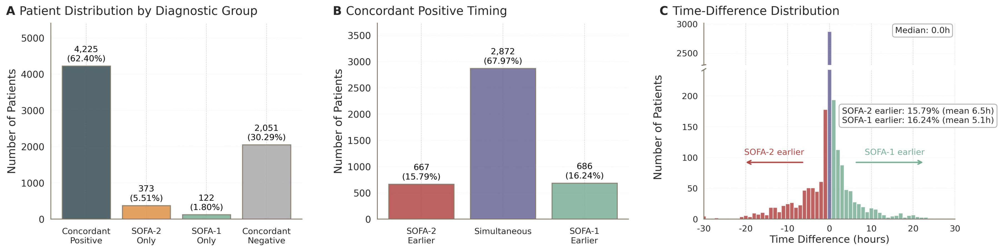 A Patient Distribution by Diagnostic Group
Number of Patients
5000
4000
3000
2000
1000
0
4,225
(62.40%)
373
(5.51%)
122
(1.80%)
2,051
(30.29%)
Concordant
Positive
SOFA-2
Only
SOFA-1
Only
Concordant
Negative
B Concordant Positive Timing
Number of Patients
3500
3000
2500
2000
1500
1000
500
0
667
(15.79%)
2,872
(67.97%)
686
(16.24%)
SOFA-2
Earlier
Simultaneous
SOFA-1
Earlier
C Time-Difference Distribution
Number of Patients
3000
2500
200
150
100
50
0
Median: 0.0h
SOFA-2 earlier: 15.79% (mean 6.5h)
SOFA-1 earlier: 16.24% (mean 5.1h)
SOFA-2 earlier
SOFA-1 earlier
-30
-20
-10
0
10
20
30
Time Difference (hours)